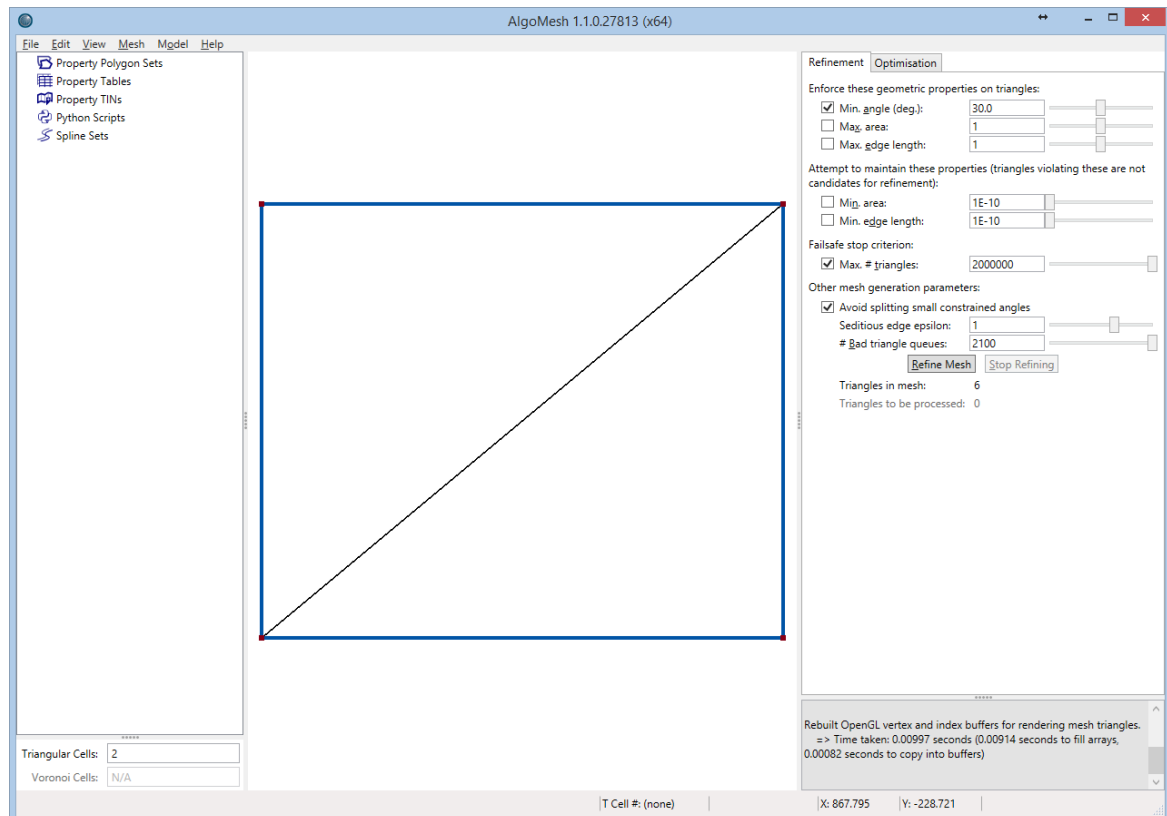 AlgoMesh 1.1.0.27813 (x64)
File Edit View Mesh Model Help
Property Polygon Sets
Property Tables
Property TINs
Python Scripts
Spline Sets
Triangular Cells: 2
Voronoi Cells: N/A
Refinement Optimisation
Enforce these geometric properties on triangles:
Min. angle (deg.): 30.0
Max. area: 1
Max. edge length: 1
Attempt to maintain these properties (triangles violating these are not
candidates for refinement):
Min. area: 1E-10
Min. edge length: 1E-10
Failsafe stop criterion:
Max. # triangles: 2000000
Other mesh generation parameters:
Avoid splitting small constrained angles
Seditious edge epsilon: 1
# Bad triangle queues: 2100
Refine Mesh Stop Refining
Triangles in mesh: 6
Triangles to be processed: 0
Rebuilt OpenGL vertex and index buffers for rendering mesh triangles.
=> Time taken: 0.00997 seconds (0.00914 seconds to fill arrays,
0.00082 seconds to copy into buffers)
T Cell #: (none) X: 867.795 Y: -228.721